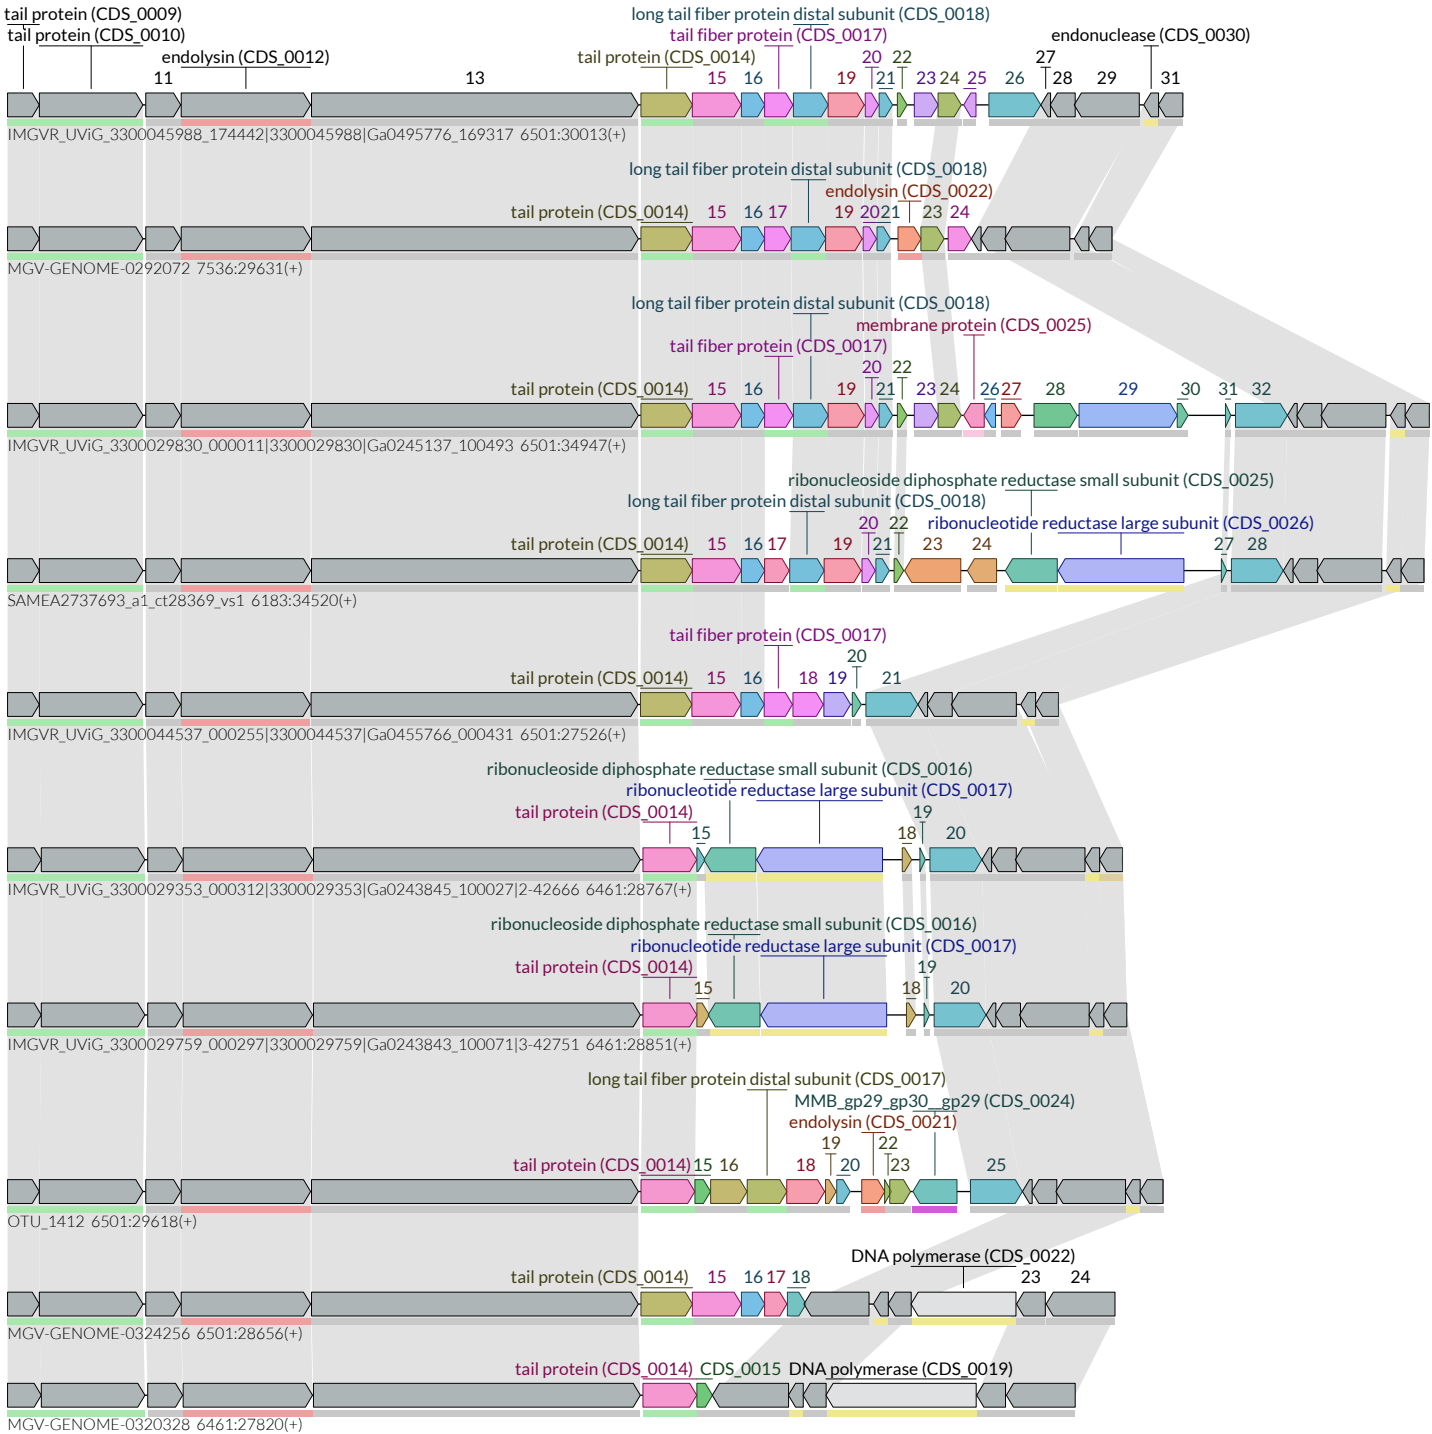 tail protein (CDS_0009)
long tail fiber protein distal subunit (CDS_0018)
tail protein (CDS_0010)
tail fiber protein (CDS_0017)
endonuclease (CDS_0030)
endolysin (CDS_0012)
tail protein (CDS_0014)
20 22 27
11 13 15 16 19 21 23 24 25 26 28 29 31
IMGVR_UViG_3300045988_174442|3300045988|Ga0495776_169317 6501:30013(+)
long tail fiber protein distal subunit (CDS_0018)
endolysin (CDS_0022)
tail protein (CDS_0014) 15 16 17 19 20 21 23 24
MGV-GENOME-0292072 7536:29631(+)
long tail fiber protein distal subunit (CDS_0018)
membrane protein (CDS_0025)
tail fiber protein (CDS_0017)
20 22
tail protein (CDS_0014) 15 16 19 21 23 24 26 27 28 29 30 31 32
IMGVR_UViG_3300029830_000011|3300029830|Ga0245137_100493 6501:34947(+)
ribonucleoside diphosphate reductase small subunit (CDS_0025)
long tail fiber protein distal subunit (CDS_0018)
20 22 ribonucleotide reductase large subunit (CDS_0026)
tail protein (CDS_0014) 15 16 17 19 21 23 24 27 28
SAMEA2737693_a1_ct28369_vs1 6183:34520(+)
tail fiber protein (CDS_0017)
20
tail protein (CDS_0014) 15 16 18 19 21
IMGVR_UViG_3300044537_000255|3300044537|Ga0455766_000431 6501:27526(+)
ribonucleoside diphosphate reductase small subunit (CDS_0016)
ribonucleotide reductase large subunit (CDS_0017)
tail protein (CDS_0014) 19
15 18 20
IMGVR_UViG_3300029353_000312|3300029353|Ga0243845_100027|2-42666 6461:28767(+)
ribonucleoside diphosphate reductase small subunit (CDS_0016)
ribonucleotide reductase large subunit (CDS_0017)
tail protein (CDS_0014) 19
15 18 20
IMGVR_UViG_3300029759_000297|3300029759|Ga0243843_100071|3-42751 6461:28851(+)
long tail fiber protein distal subunit (CDS_0017)
MMB_gp29_gp30__gp29 (CDS_0024)
endolysin (CDS_0021)
19 22
tail protein (CDS_0014) 15 16 18 20 23 25
OTU_1412 6501:29618(+)
DNA polymerase (CDS_0022)
tail protein (CDS_0014) 15 16 17 18 23 24
MGV-GENOME-0324256 6501:28656(+)
tail protein (CDS_0014) CDS_0015 DNA polymerase (CDS_0019)
MGV-GENOME-0320328 6461:27820(+)